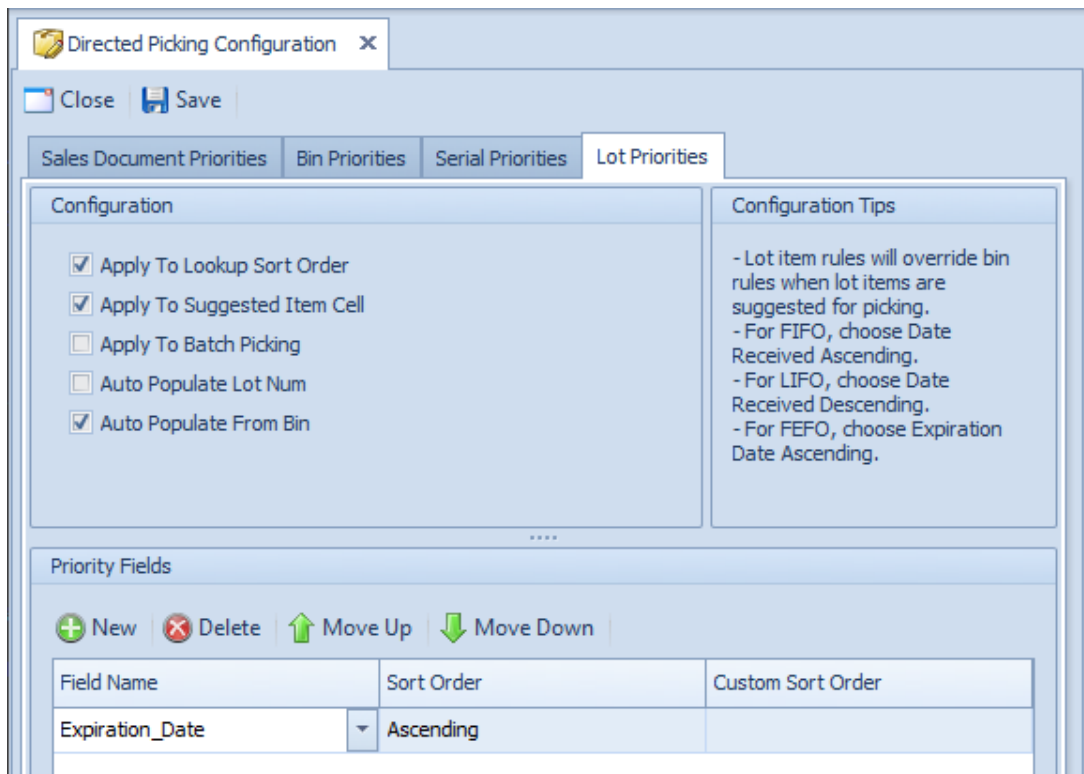 Directed Picking Configuration
Close Save
Sales Document Priorities Bin Priorities Serial Priorities Lot Priorities
Configuration
Apply To Lookup Sort Order
Apply To Suggested Item Cell
Apply To Batch Picking
Auto Populate Lot Num
Auto Populate From Bin
Configuration Tips
- Lot item rules will override bin
rules when lot items are
suggested for picking.
- For FIFO, choose Date
Received Ascending.
- For LIFO, choose Date
Received Descending.
- For FEFO, choose Expiration
Date Ascending.
Priority Fields
New Delete Move Up Move Down
Field Name Sort Order Custom Sort Order
Expiration_Date Ascending